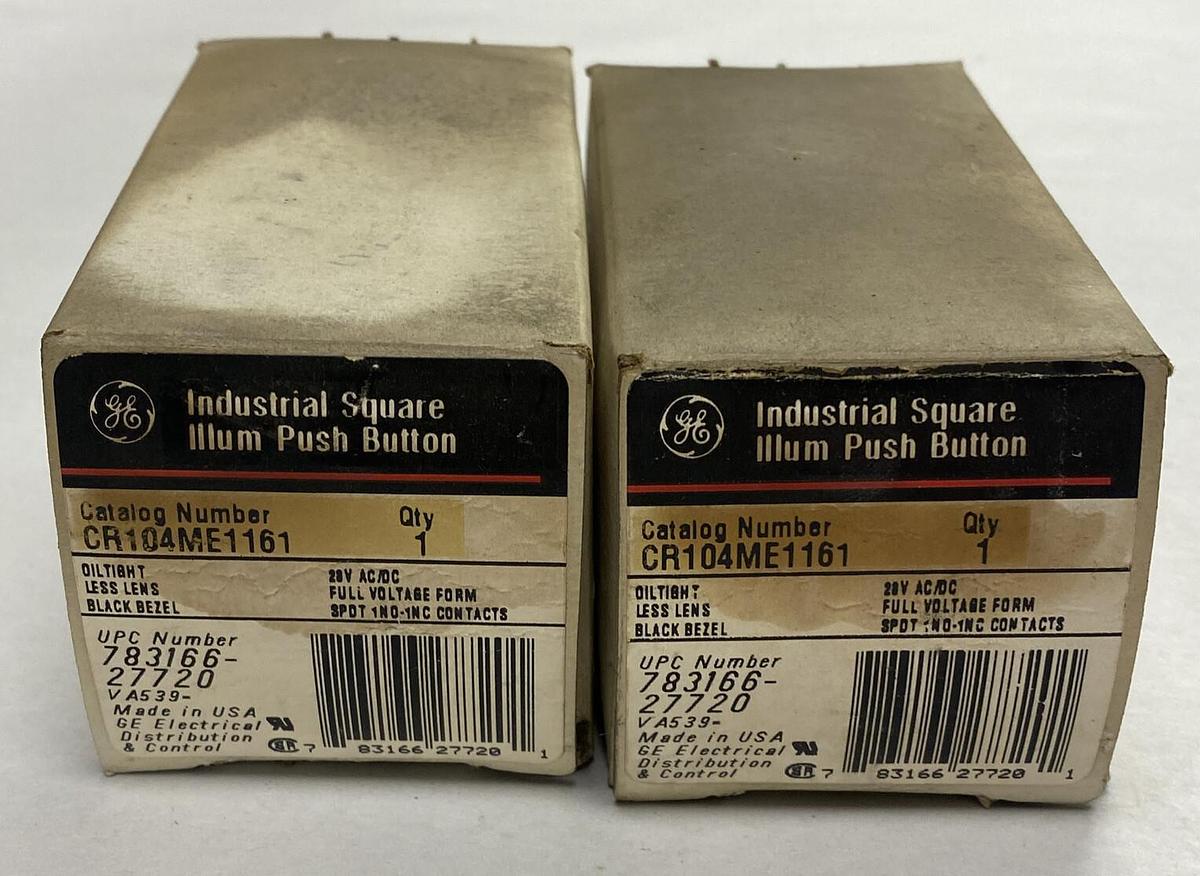 GE
Industrial Square
Illum Push Button
Catalog Number Qty
CR104ME1161 1
OILTIGHT 28V AC/DC
LESS LENS FULL VOLTAGE FORM
BLACK BEZEL SPDT 1NO-1NC CONTACTS
UPC Number
783166-
27720
VA539-
Made in USA
GE Electrical
Distribution
& Control
7 83166 27720 1
GE
Industrial Square
Illum Push Button
Catalog Number Qty
CR104ME1161 1
OILTIGHT 28V AC/DC
LESS LENS FULL VOLTAGE FORM
BLACK BEZEL SPDT 1NO-1NC CONTACTS
UPC Number
783166-
27720
VA539-
Made in USA
GE Electrical
Distribution
& Control
7 83166 27720 1